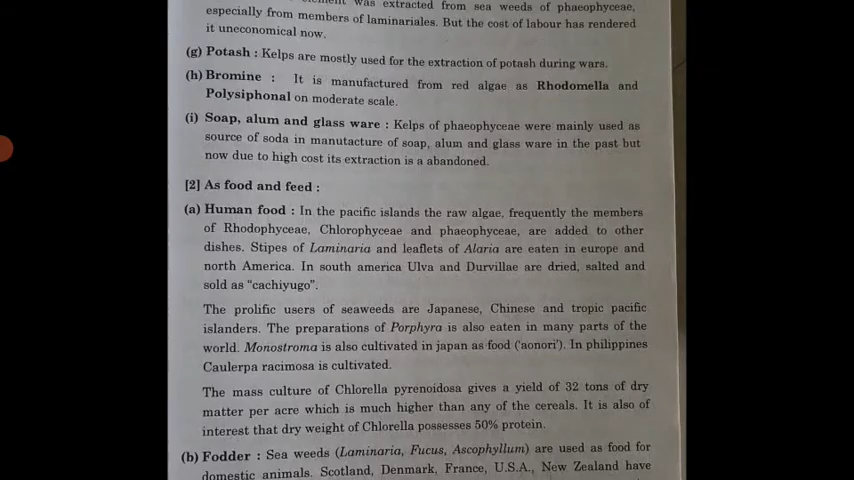 was extracted from sea weeds of phaeophyceae,
especially from members of laminariales. But the cost of labour has rendered
it uneconomical now.
(g) Potash : Kelps are mostly used for the extraction of potash during wars.
(h) Bromine : It is manufactured from red algae as Rhodomella and
Polysiphonal on moderate scale.
(i) Soap, alum and glass ware : Kelps of phaeophyceae were mainly used as
source of soda in manutacture of soap, alum and glass ware in the past but
now due to high cost its extraction is a abandoned.
[2] As food and feed :
(a) Human food : In the pacific islands the raw algae, frequently the members
of Rhodophyceae, Chlorophyceae and phaeophyceae, are added to other
dishes. Stipes of Laminaria and leaflets of Alaria are eaten in europe and
north America. In south america Ulva and Durvillae are dried, salted and
sold as “cachiyugo”.
The prolific users of seaweeds are Japanese, Chinese and tropic pacific
islanders. The preparations of Porphyra is also eaten in many parts of the
world. Monostroma is also cultivated in japan as food (‘aonori’). In philippines
Caulerpa racimosa is cultivated.
The mass culture of Chlorella pyrenoidosa gives a yield of 32 tons of dry
matter per acre which is much higher than any of the cereals. It is also of
interest that dry weight of Chlorella possesses 50% protein.
(b) Fodder : Sea weeds (Laminaria, Fucus, Ascophyllum) are used as food for
domestic animals. Scotland, Denmark, France, U.S.A., New Zealand have